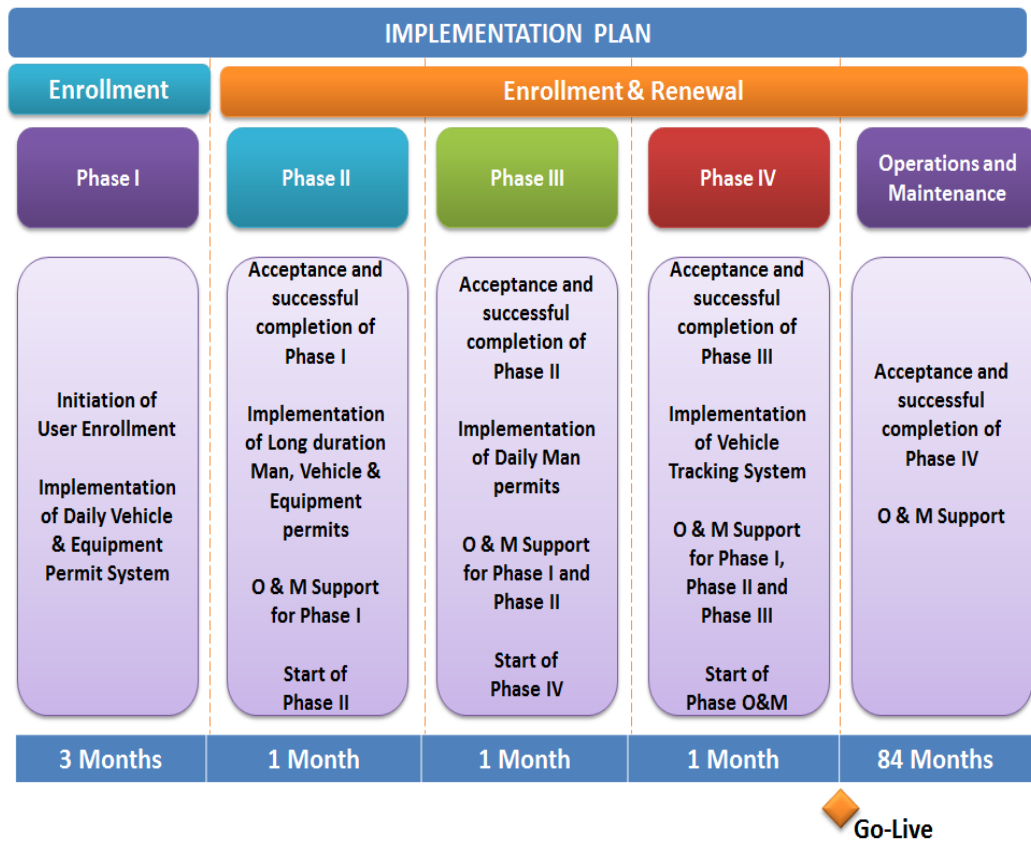 IMPLEMENTATION PLAN
Enrollment
Enrollment & Renewal
Phase I
Phase II
Phase III
Phase IV
Operations and
Maintenance
Initiation of
User Enrollment
Implementation
of Daily Vehicle
& Equipment
Permit System
Acceptance and
successful
completion of
Phase I
Implementation
of Long duration
Man, Vehicle &
Equipment
permits
O & M Support
for Phase I
Start of
Phase II
Acceptance and
successful
completion of
Phase II
Implementation
of Daily Man
permits
O & M Support
for Phase I and
Phase II
Start of
Phase IV
Acceptance and
successful
completion of
Phase III
Implementation
of Vehicle
Tracking System
O & M Support
for Phase I,
Phase II and
Phase III
Start of
Phase O&M
Acceptance and
successful
completion of
Phase IV
O & M Support
3 Months
1 Month
1 Month
1 Month
84 Months
Go-Live